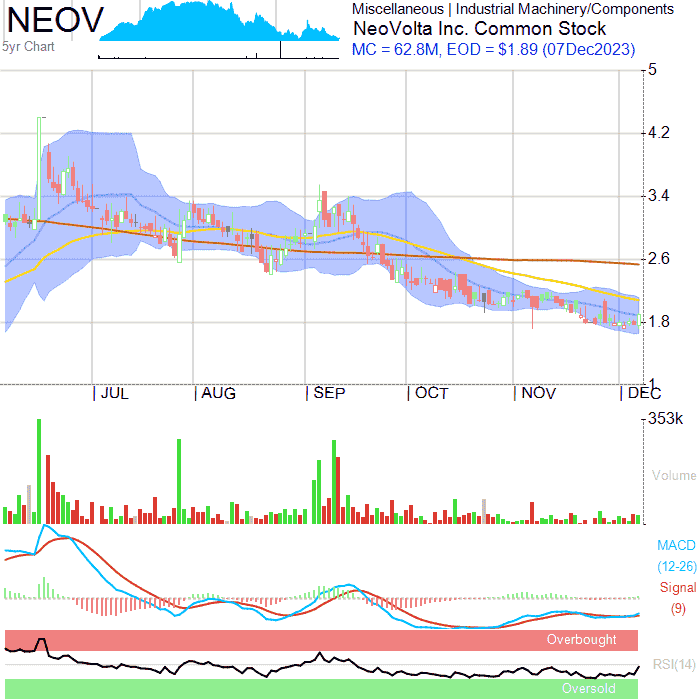 NEOV
5yr Chart
Miscellaneous | Industrial Machinery/Components
NeoVolta Inc. Common Stock
MC = 62.8M, EOD = $1.89 (07Dec2023)
5
4.2
3.4
2.6
1.8
1
JUL AUG SEP OCT NOV DEC
353k
Volume
MACD
(12-26)
Signal
(9)
Overbought
RSI(14)
Oversold